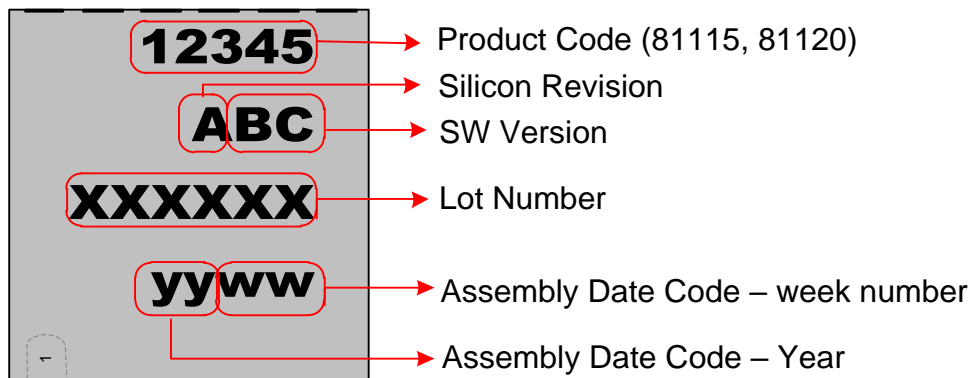 12345 Product Code (81115, 81120)
Silicon Revision
ABC SW Version
XXXXXX Lot Number
yyww Assembly Date Code – week number
1 Assembly Date Code – Year